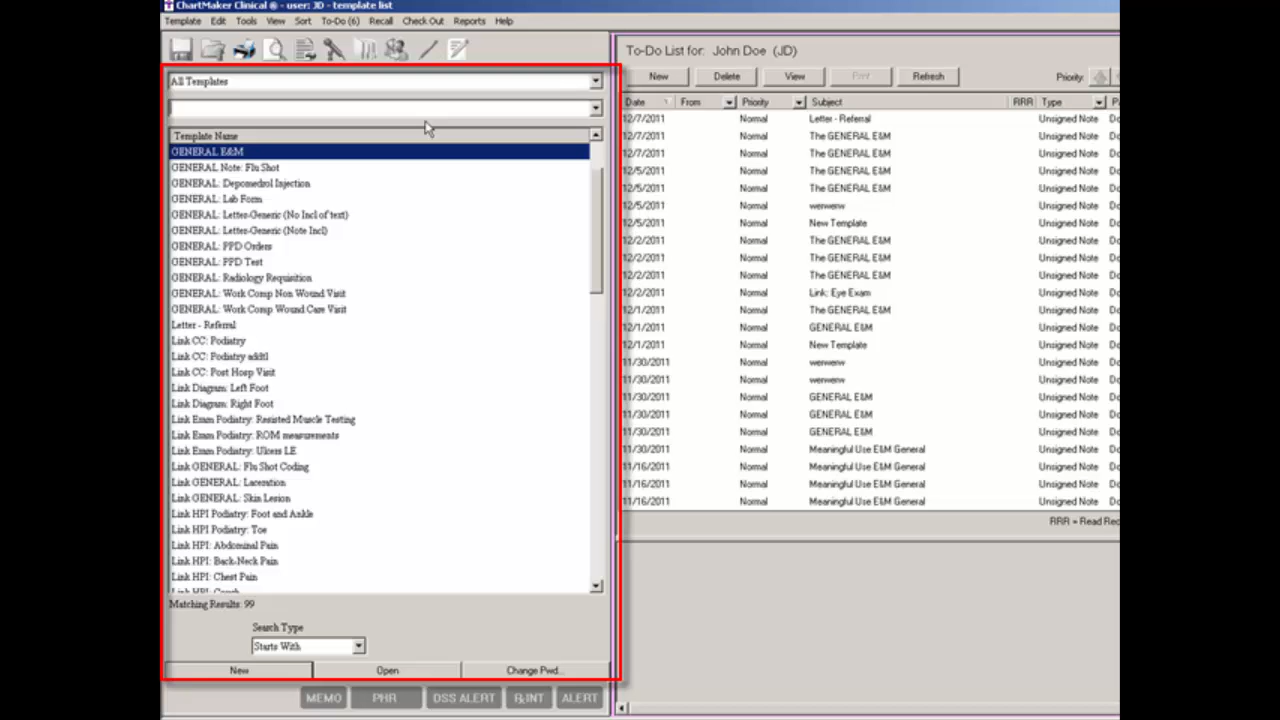 ChartMaker Clinical ® - user: JD - template list
Template Edit Tools View Sort To-Do (6) Recall Check Out Reports Help
All Templates
Template Name
GENERAL E&M
GENERAL Note: Flu Shot
GENERAL: Depomedrol Injection
GENERAL: Lab Form
GENERAL: Letter-Generic (No Incl of text)
GENERAL: Letter-Generic (Note Incl)
GENERAL: PPD Orders
GENERAL: PPD Test
GENERAL: Radiology Requisition
GENERAL: Work Comp Non Wound Visit
GENERAL: Work Comp Wound Care Visit
Letter - Referral
Link CC: Podiatry
Link CC: Podiatry addtl
Link CC: Post Hosp Visit
Link Diagram: Left Foot
Link Diagram: Right Foot
Link Exam Podiatry: Resisted Muscle Testing
Link Exam Podiatry: ROM measurements
Link Exam Podiatry: Ulcers LE
Link GENERAL: Flu Shot Coding
Link GENERAL: Laceration
Link GENERAL: Skin Lesion
Link HPI Podiatry: Foot and Ankle
Link HPI Podiatry: Toe
Link HPI: Abdominal Pain
Link HPI: Back-Neck Pain
Link HPI: Chest Pain
Matching Results: 99
Search Type
Starts With
New Open Change Pwd...
MEMO PHR DSS ALERT RxINT ALERT
To-Do List for: John Doe (JD)
New Delete View Print Refresh Priority:
Date From Priority Subject RRR Type
12/7/2011 Normal Letter - Referral Unsigned Note
12/7/2011 Normal The GENERAL E&M Unsigned Note
12/7/2011 Normal The GENERAL E&M Unsigned Note
12/5/2011 Normal The GENERAL E&M Unsigned Note
12/5/2011 Normal The GENERAL E&M Unsigned Note
12/5/2011 Normal werwerw Unsigned Note
12/5/2011 Normal New Template Unsigned Note
12/2/2011 Normal The GENERAL E&M Unsigned Note
12/2/2011 Normal The GENERAL E&M Unsigned Note
12/2/2011 Normal The GENERAL E&M Unsigned Note
12/2/2011 Normal Link: Eye Exam Unsigned Note
12/1/2011 Normal The GENERAL E&M Unsigned Note
12/1/2011 Normal GENERAL E&M Unsigned Note
12/1/2011 Normal New Template Unsigned Note
11/30/2011 Normal werwerw Unsigned Note
11/30/2011 Normal werwerw Unsigned Note
11/30/2011 Normal GENERAL E&M Unsigned Note
11/30/2011 Normal GENERAL E&M Unsigned Note
11/30/2011 Normal GENERAL E&M Unsigned Note
11/30/2011 Normal Meaningful Use E&M General Unsigned Note
11/16/2011 Normal Meaningful Use E&M General Unsigned Note
11/16/2011 Normal Meaningful Use E&M General Unsigned Note
11/16/2011 Normal Meaningful Use E&M General Unsigned Note
RRR = Read Rec